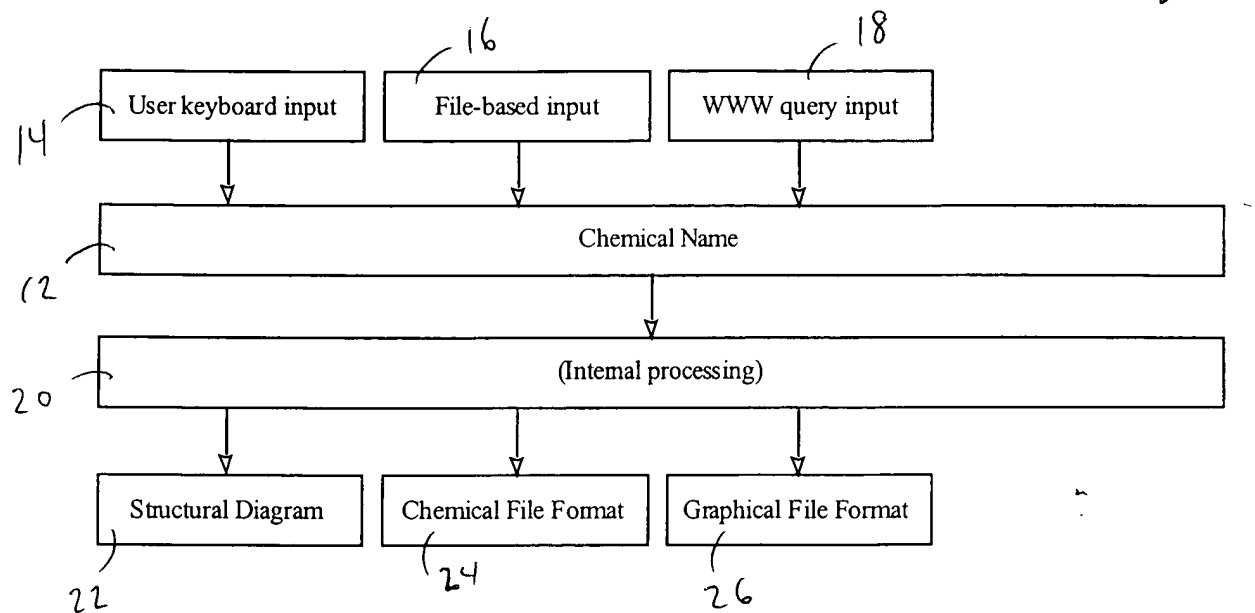 16
18
User keyboard input File-based input WWW query input
14
Chemical Name
12
(Internal processing)
20
Structural Diagram Chemical File Format Graphical File Format
22
24
26